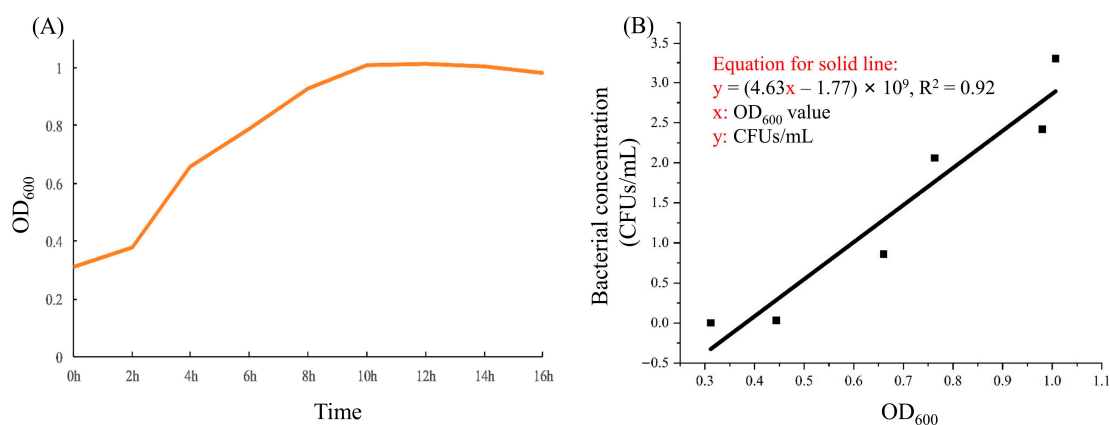 (A)
1
0.8
0.6
0.4
0.2
0
OD₆₀₀
0h 2h 4h 6h 8h 10h 12h 14h 16h
Time
(B)
Equation for solid line:
y = (4.63x – 1.77) × 10⁹, R² = 0.92
x: OD₆₀₀ value
y: CFUs/mL
3.5
3.0
2.5
2.0
1.5
1.0
0.5
0.0
−0.5
Bacterial concentration
(CFUs/mL)
0.3 0.4 0.5 0.6 0.7 0.8 0.9 1.0 1.1
OD₆₀₀